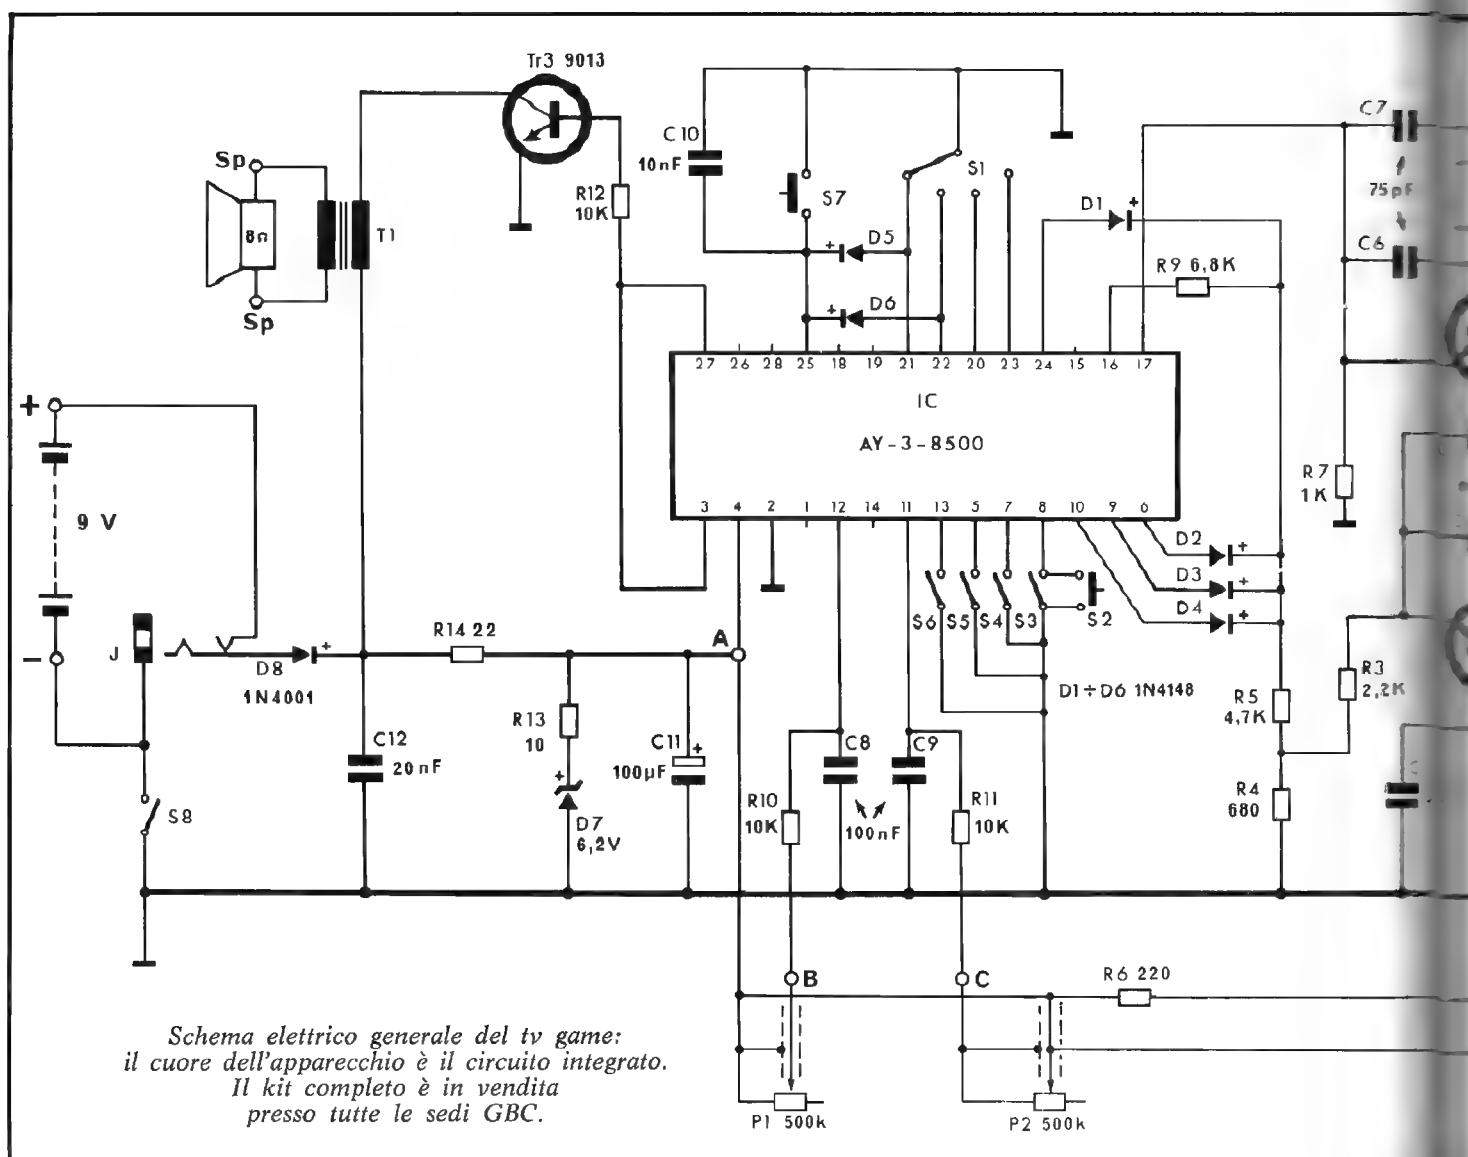 Tr3 9013
Sp
8Ω
Sp
T1
R12
10K
C10
10nF
S7
S1
D5
+
D6
+
D1
+
R9 6,8K
C7
75pF
C6
27 26 28 25 18 19 21 22 20 23 24 15 16 17
IC
AY-3-8500
3 4 2 1 12 14 11 13 5 7 8 10 9 6
R7
1K
+
9 V
-
J
D8
+
1N4001
R14 22
A
R13
10
C12
20nF
C11
+
100µF
+
D7
6,2V
S8
S6 S5 S4 S3 S2
D2
+
D3
+
D4
+
D1÷D6 1N4148
R3
2,2K
R5
4,7K
R4
680
C8
C9
100nF
R10
10K
R11
10K
B
C
R6 220
P1 500k
P2 500k
Schema elettrico generale del tv game:
il cuore dell'apparecchio è il circuito integrato.
Il kit completo è in vendita
presso tutte le sedi GBC.